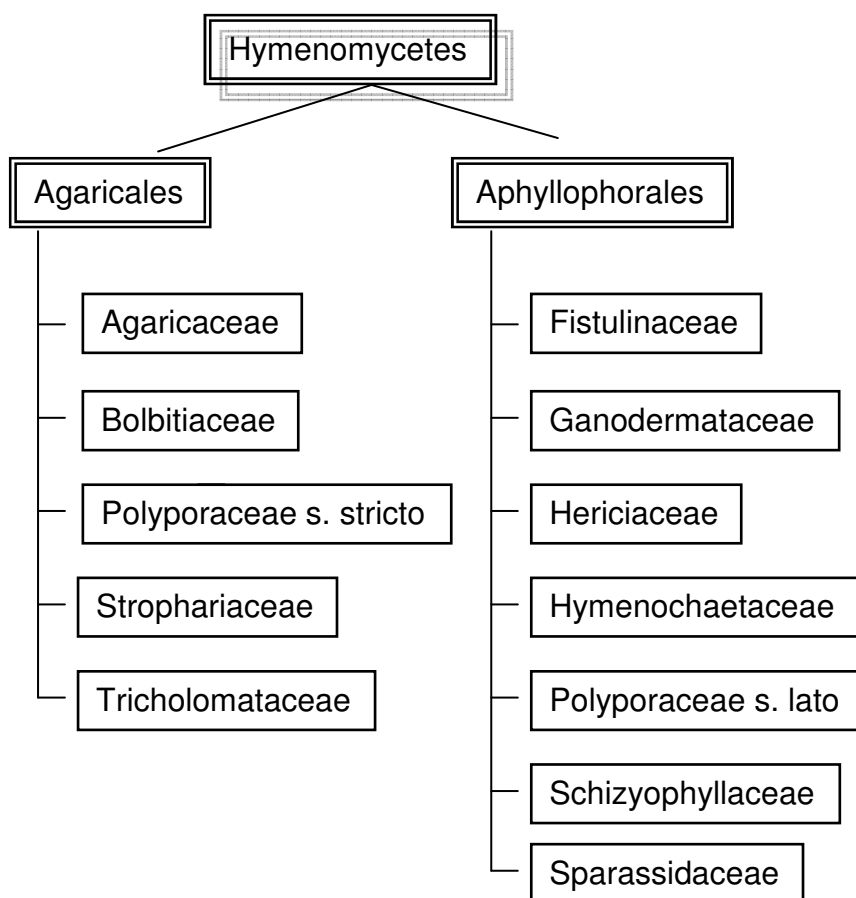 Hymenomycetes
Agaricales
Aphyllophorales
Agaricaceae
Fistulinaceae
Bolbitiaceae
Ganodermataceae
Polyporaceae s. stricto
Hericiaceae
Strophariaceae
Hymenochaetaceae
Tricholomataceae
Polyporaceae s. lato
Schizyophyllaceae
Sparassidaceae